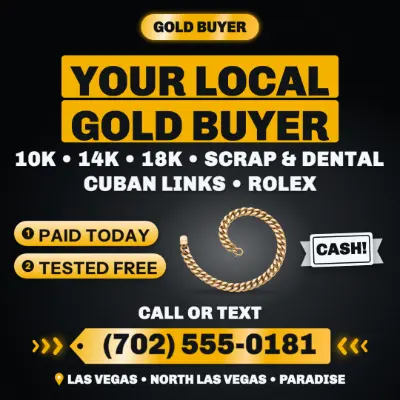 GOLD BUYER
YOUR LOCAL
GOLD BUYER
10K • 14K • 18K • SCRAP & DENTAL
CUBAN LINKS • ROLEX
1 PAID TODAY
2 TESTED FREE
CASH!
CALL OR TEXT
(702) 555-0181
LAS VEGAS • NORTH LAS VEGAS • PARADISE